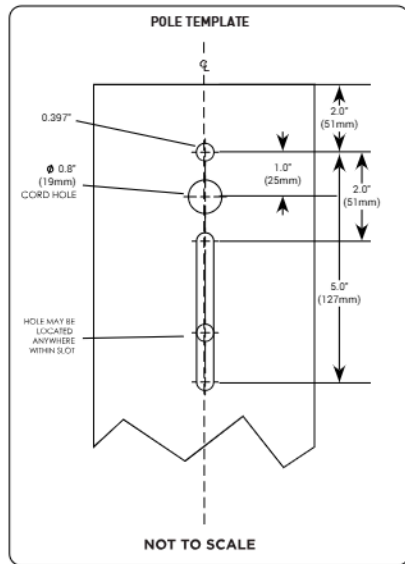 POLE TEMPLATE
℄
2.0"
(51mm)
0.397"
1.0"
(25mm)
Φ 0.8"
(19mm)
CORD HOLE
2.0"
(51mm)
5.0"
(127mm)
HOLE MAY BE
LOCATED
ANYWHERE
WITHIN SLOT
NOT TO SCALE